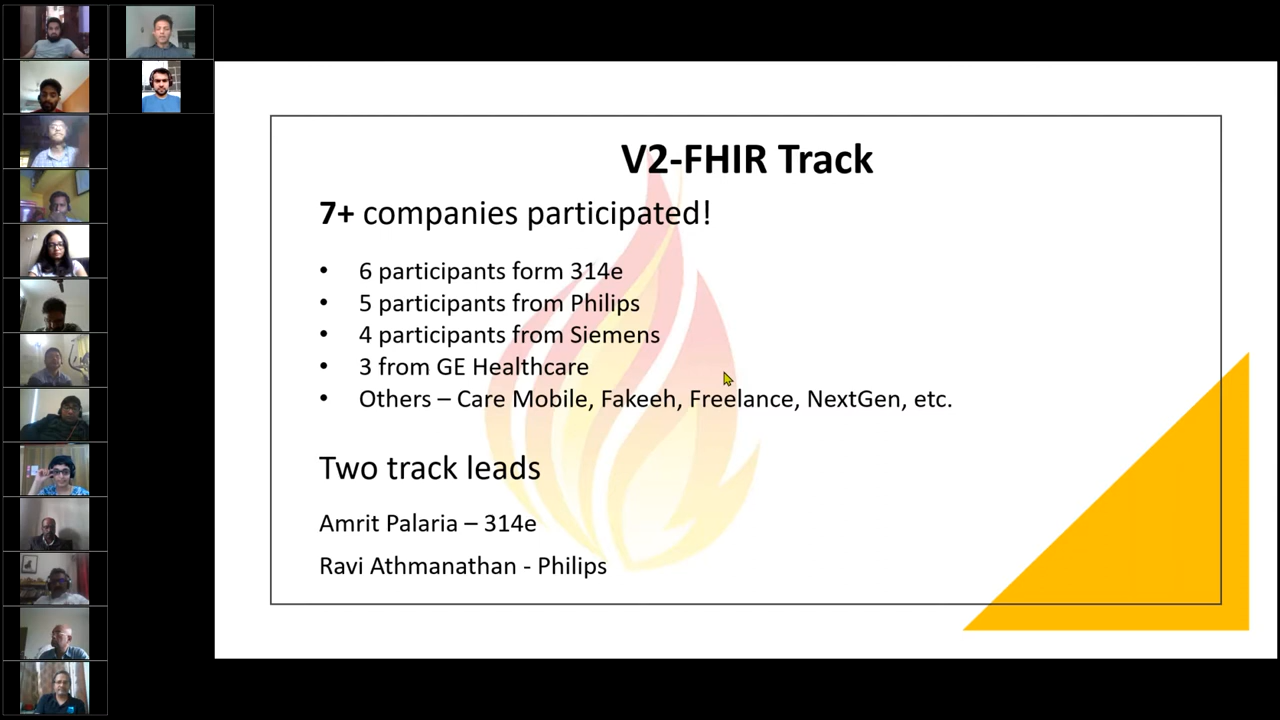 V2-FHIR Track
7+ companies participated!
• 6 participants form 314e
• 5 participants from Philips
• 4 participants from Siemens
• 3 from GE Healthcare
• Others – Care Mobile, Fakeeh, Freelance, NextGen, etc.
Two track leads
Amrit Palaria – 314e
Ravi Athmanathan - Philips